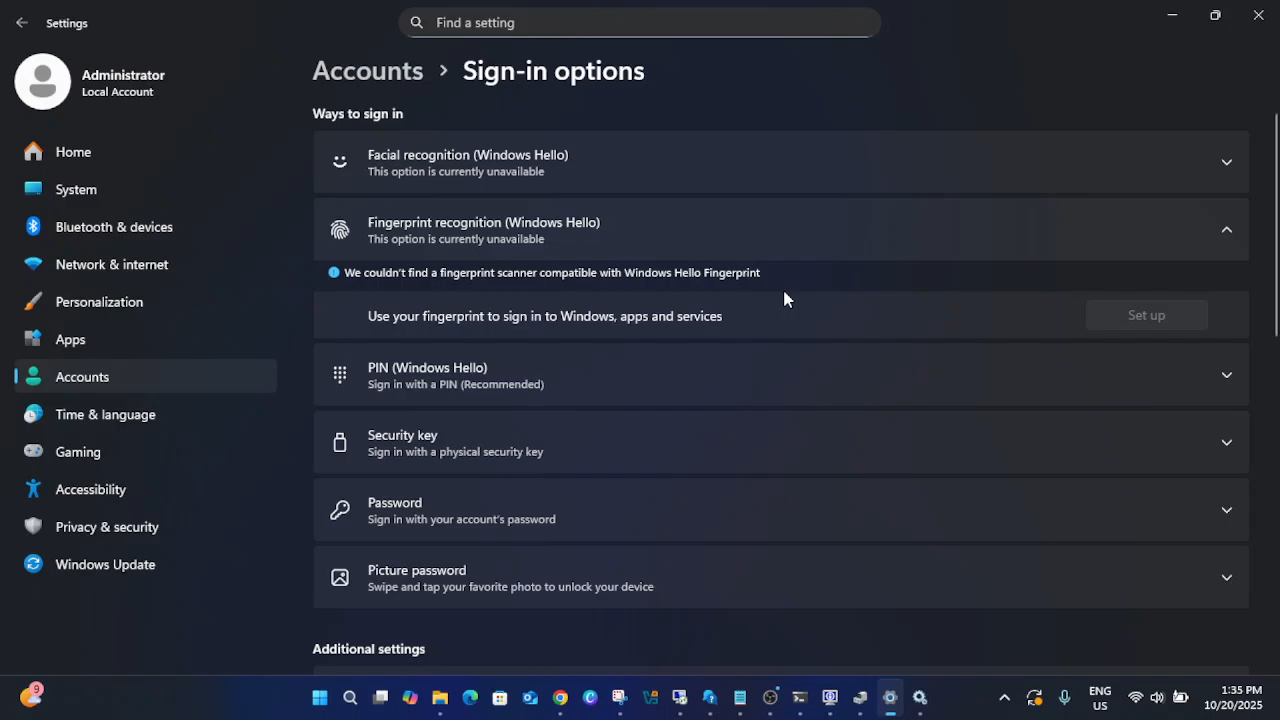 Settings
Find a setting
Administrator
Local Account
Home
System
Bluetooth & devices
Network & internet
Personalization
Apps
Accounts
Time & language
Gaming
Accessibility
Privacy & security
Windows Update
Accounts > Sign-in options
Ways to sign in
Facial recognition (Windows Hello)
This option is currently unavailable
Fingerprint recognition (Windows Hello)
This option is currently unavailable
We couldn't find a fingerprint scanner compatible with Windows Hello Fingerprint
Use your fingerprint to sign in to Windows, apps and services
Set up
PIN (Windows Hello)
Sign in with a PIN (Recommended)
Security key
Sign in with a physical security key
Password
Sign in with your account's password
Picture password
Swipe and tap your favorite photo to unlock your device
Additional settings
9
ENG
US
1:35 PM
10/20/2025